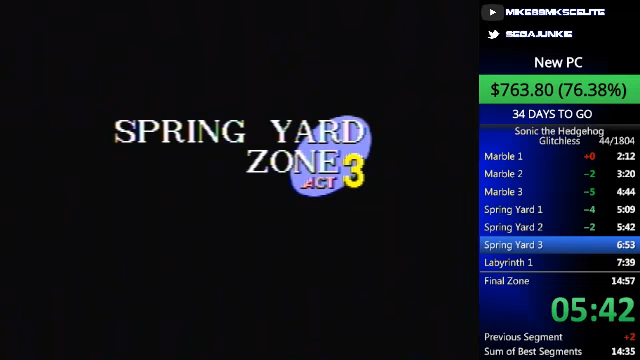 SPRING YARD
ZONE
ACT 3
MIKE89MK5CELITE
SEGAJUNKIE
New PC
$763.80 (76.38%)
34 DAYS TO GO
Sonic the Hedgehog
Glitchless 44/1804
Marble 1 +0 2:12
Marble 2 −2 3:20
Marble 3 −5 4:44
Spring Yard 1 −4 5:09
Spring Yard 2 −2 5:42
Spring Yard 3 6:53
Labyrinth 1 7:39
Final Zone 14:57
05:42
Previous Segment +2
Sum of Best Segments 14:35